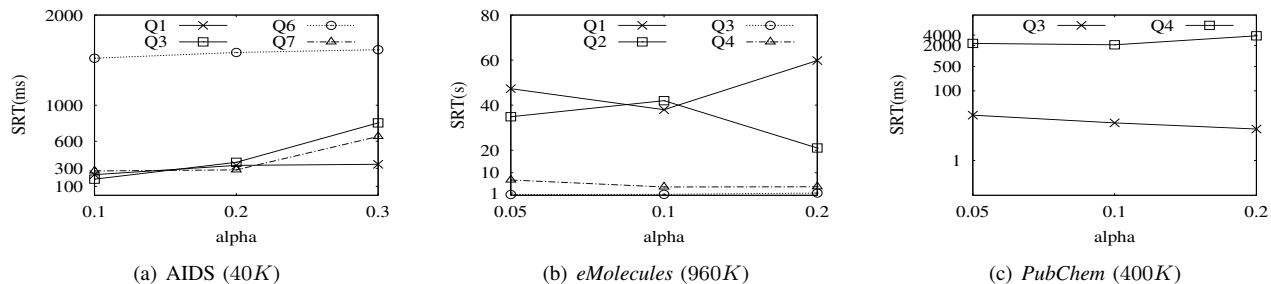 2000
1000
600
300
100
SRT(ms)
Q1
Q3
Q6
Q7
0.1
0.2
0.3
alpha
(a) AIDS (40K)
80
60
40
20
10
1
SRT(s)
Q1
Q2
Q3
Q4
0.05
0.1
0.2
alpha
(b) eMolecules (960K)
4000
2000
500
100
1
SRT(ms)
Q3
Q4
0.05
0.1
0.2
alpha
(c) PubChem (400K)